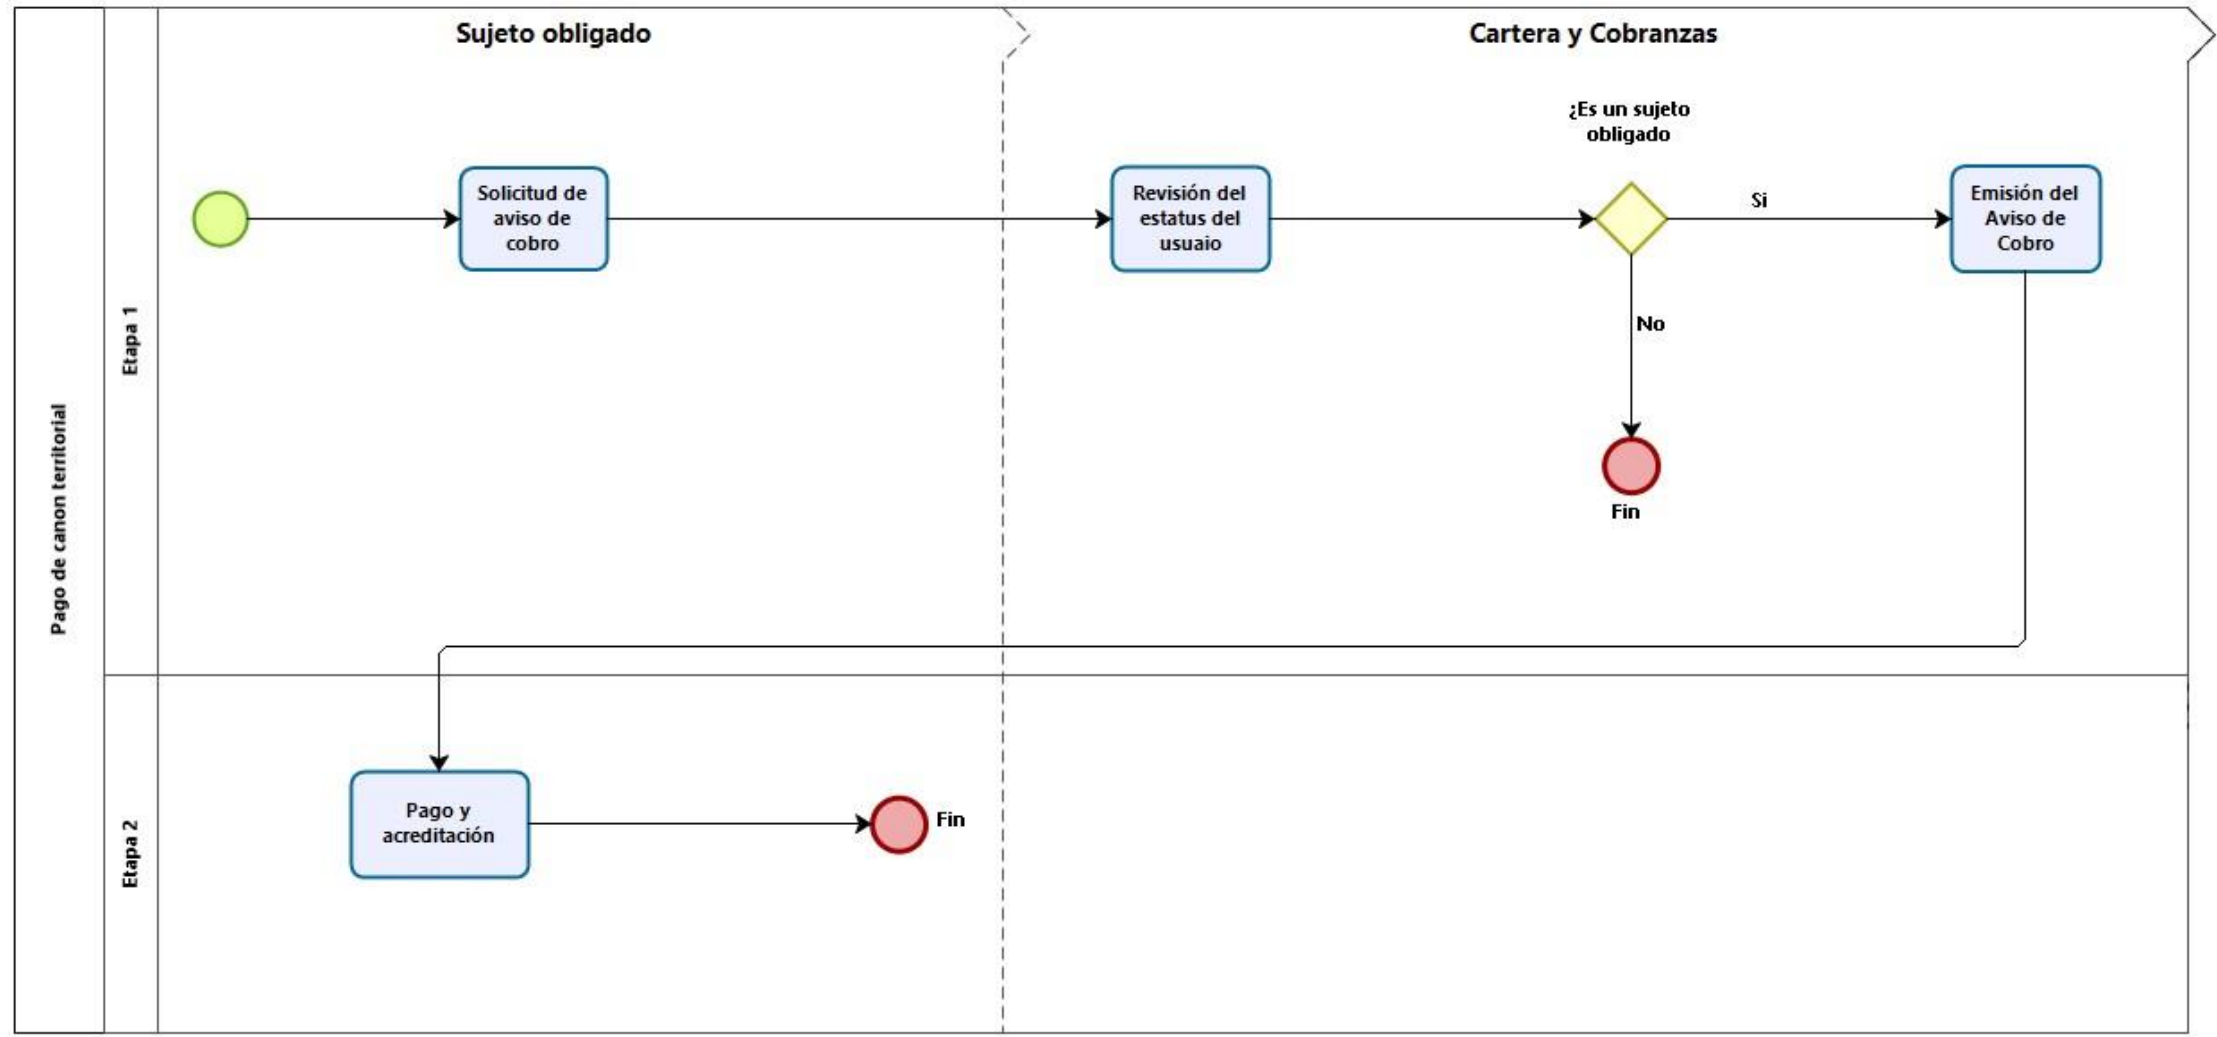 Sujeto obligado
Cartera y Cobranzas
Pago de canon territorial
Etapa 1
Solicitud de
aviso de
cobro
Revisión del
estatus del
usuaio
¿Es un sujeto
obligado
Si
Emisión del
Aviso de
Cobro
No
Fin
Etapa 2
Pago y
acreditación
Fin